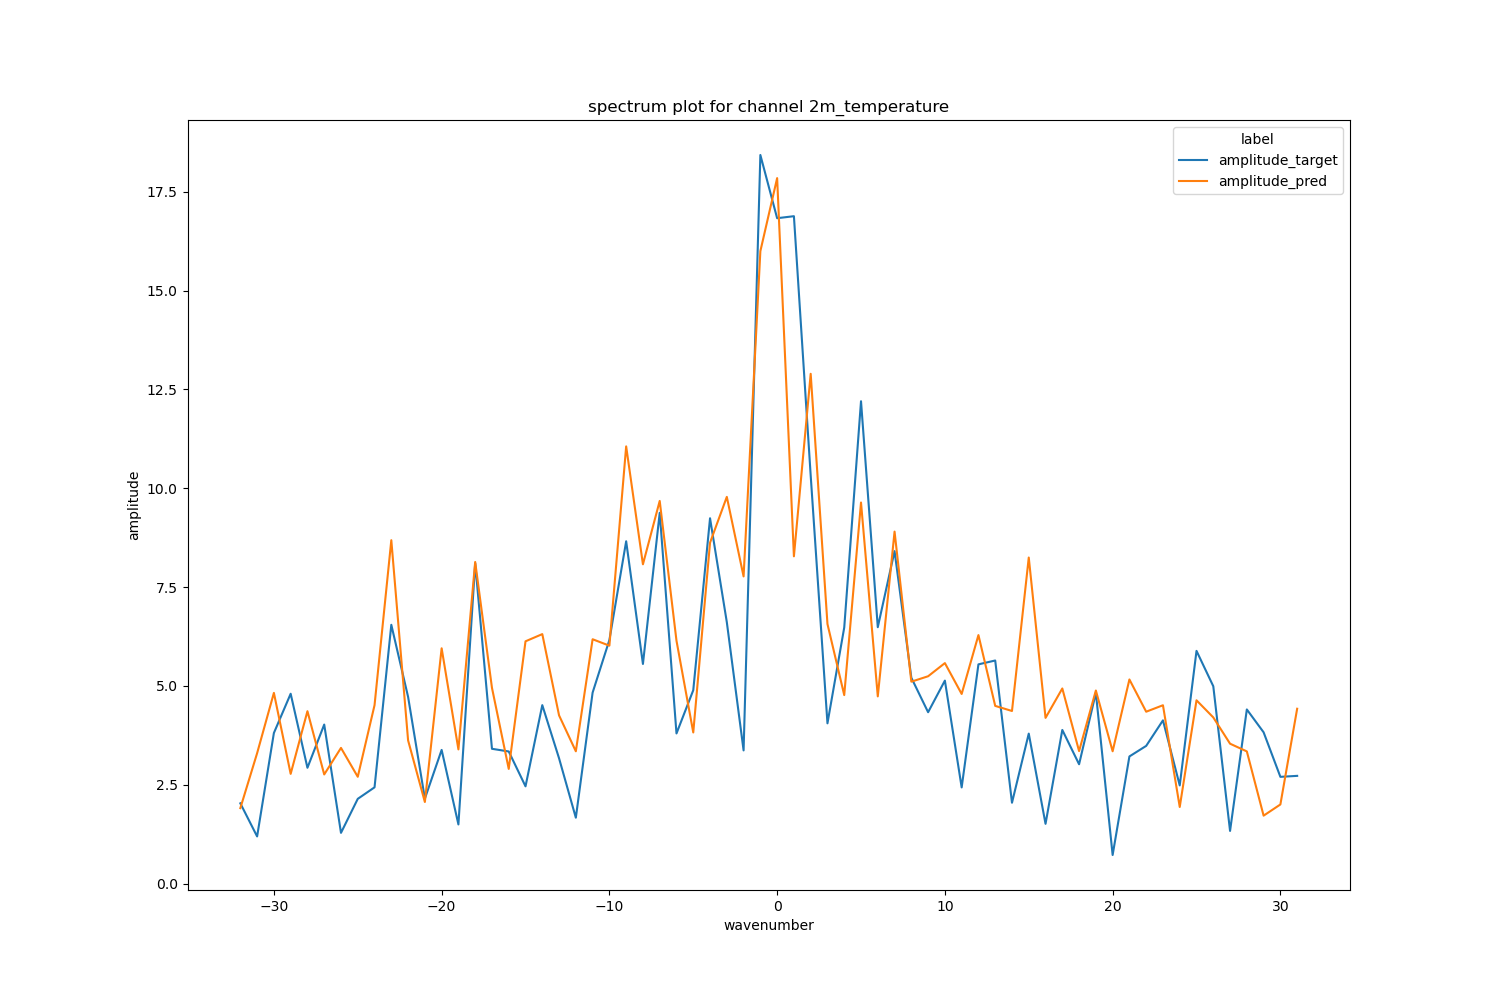 spectrum plot for channel 2m_temperature
label
amplitude_target
amplitude_pred
17.5
15.0
12.5
10.0
7.5
5.0
2.5
0.0
amplitude
−30
−20
−10
0
10
20
30
wavenumber